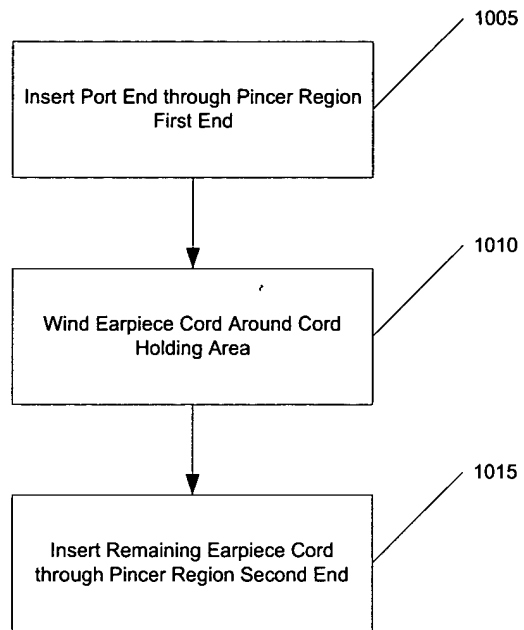 1005
Insert Port End through Pincer Region
First End
1010
Wind Earpiece Cord Around Cord
Holding Area
1015
Insert Remaining Earpiece Cord
through Pincer Region Second End